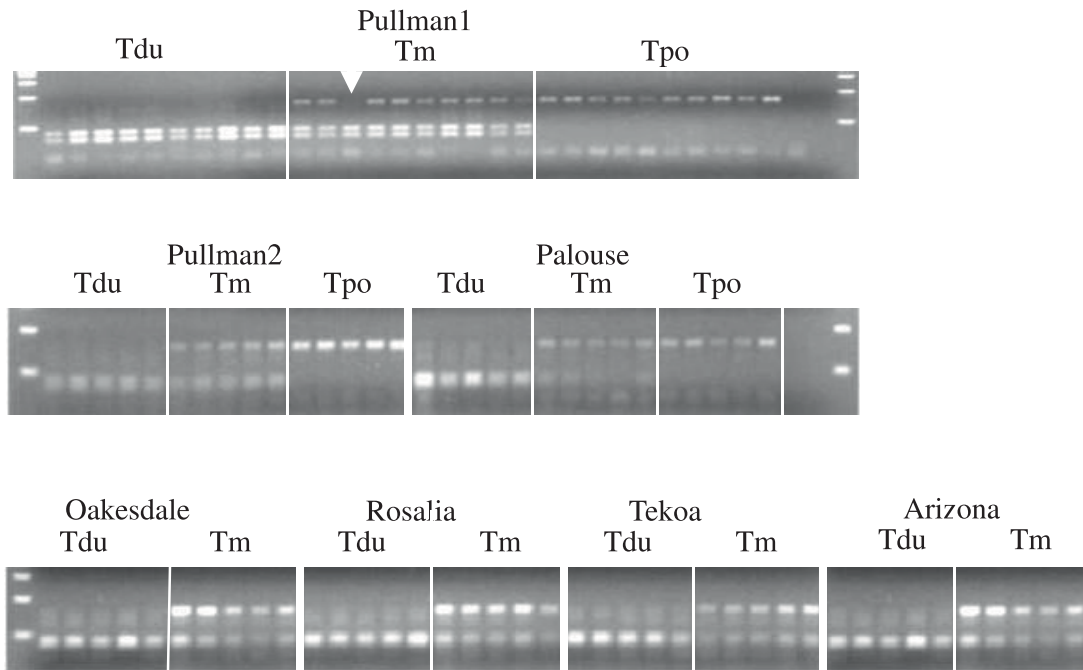 Pullman1
Tdu Tm Tpo
Pullman2 Palouse
Tdu Tm Tpo Tdu Tm Tpo
Oakesdale Rosalia Tekoa Arizona
Tdu Tm Tdu Tm Tdu Tm Tdu Tm